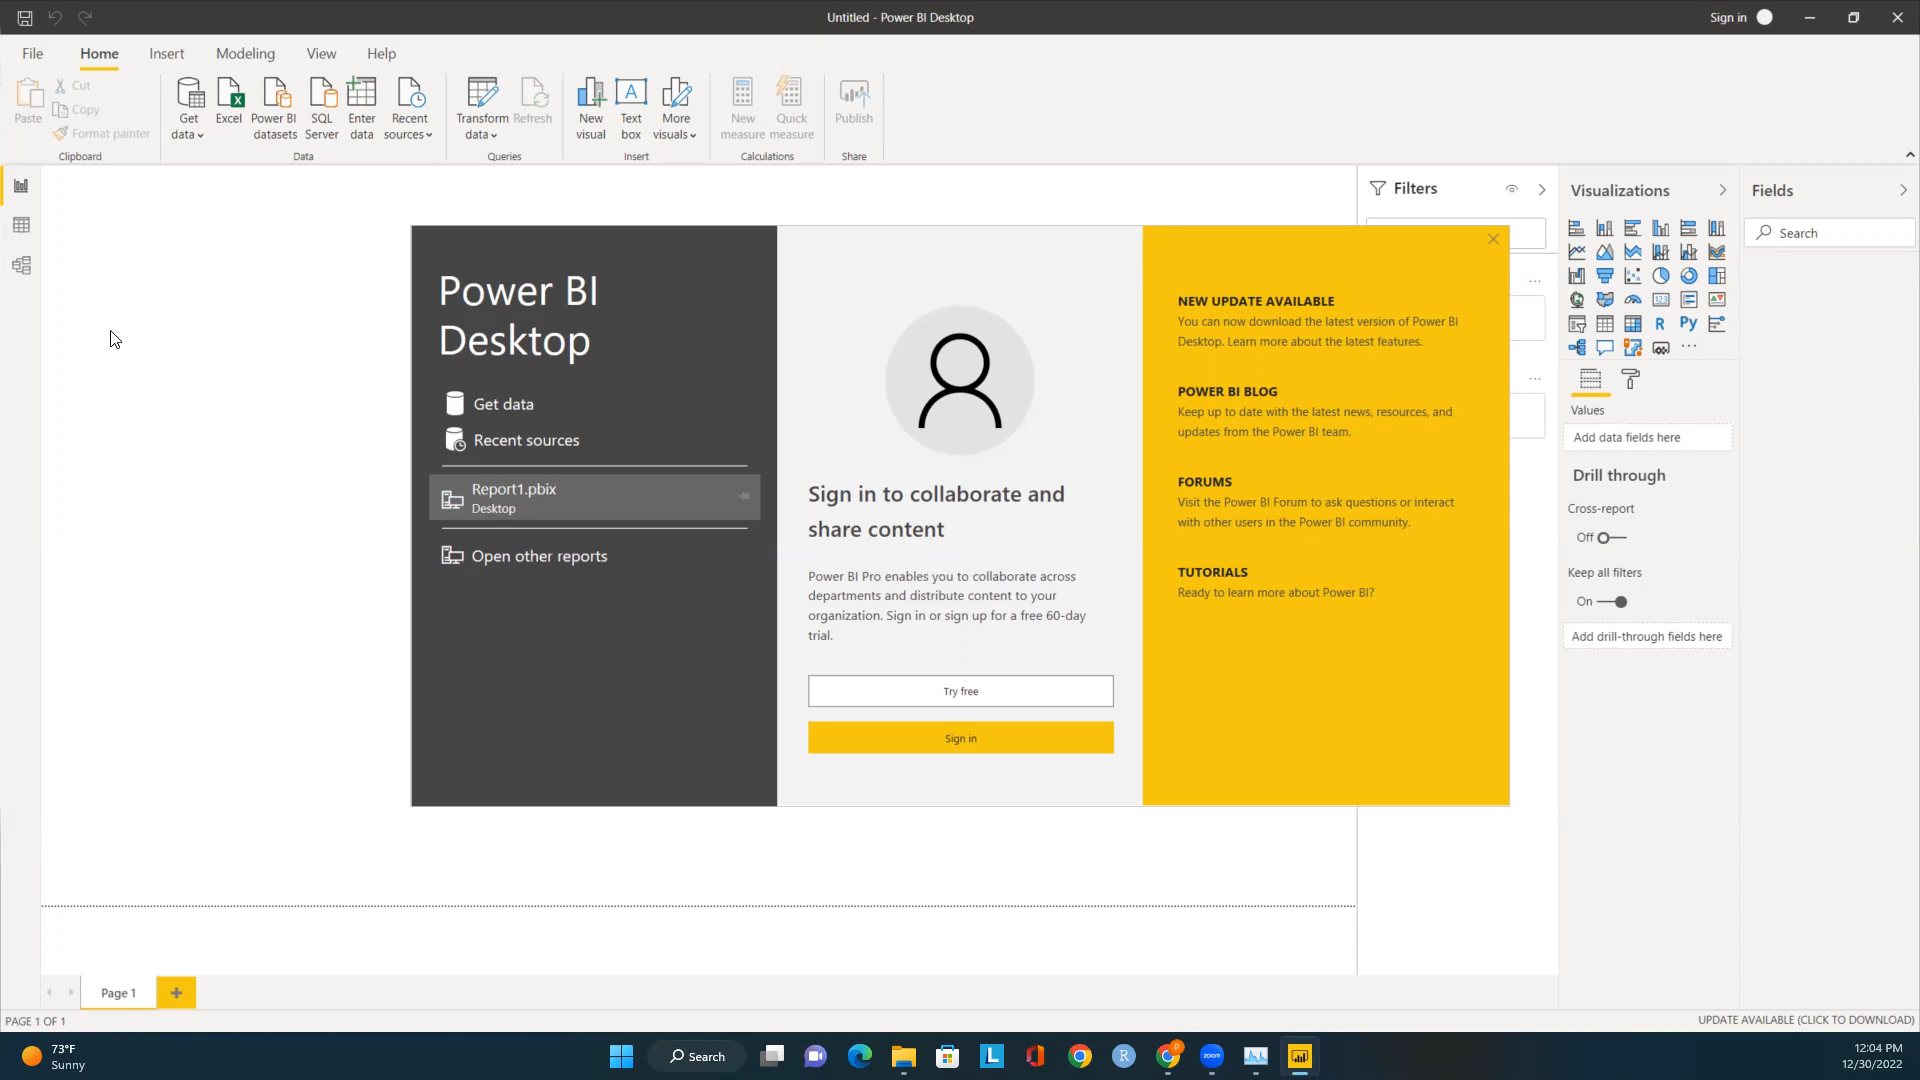 Untitled - Power BI Desktop
Sign in
File Home Insert Modeling View Help
Paste
Cut
Copy
Format painter
Clipboard
Get data
Excel
Power BI datasets
SQL Server
Enter data
Recent sources
Data
Transform data
Refresh
Queries
New visual
Text box
More visuals
Insert
New measure
Quick measure
Calculations
Publish
Share
Power BI
Desktop
Get data
Recent sources
Report1.pbix
Desktop
Open other reports
Sign in to collaborate and
share content
Power BI Pro enables you to collaborate across
departments and distribute content to your
organization. Sign in or sign up for a free 60-day
trial.
Try free
Sign in
NEW UPDATE AVAILABLE
You can now download the latest version of Power BI
Desktop. Learn more about the latest features.
POWER BI BLOG
Keep up to date with the latest news, resources, and
updates from the Power BI team.
FORUMS
Visit the Power BI Forum to ask questions or interact
with other users in the Power BI community.
TUTORIALS
Ready to learn more about Power BI?
Filters
Visualizations
123
R
Py
Values
Add data fields here
Drill through
Cross-report
Off
Keep all filters
On
Add drill-through fields here
Fields
Search
Page 1
PAGE 1 OF 1
UPDATE AVAILABLE (CLICK TO DOWNLOAD)
73°F
Sunny
Search
L
R
P
zoom
12:04 PM
12/30/2022